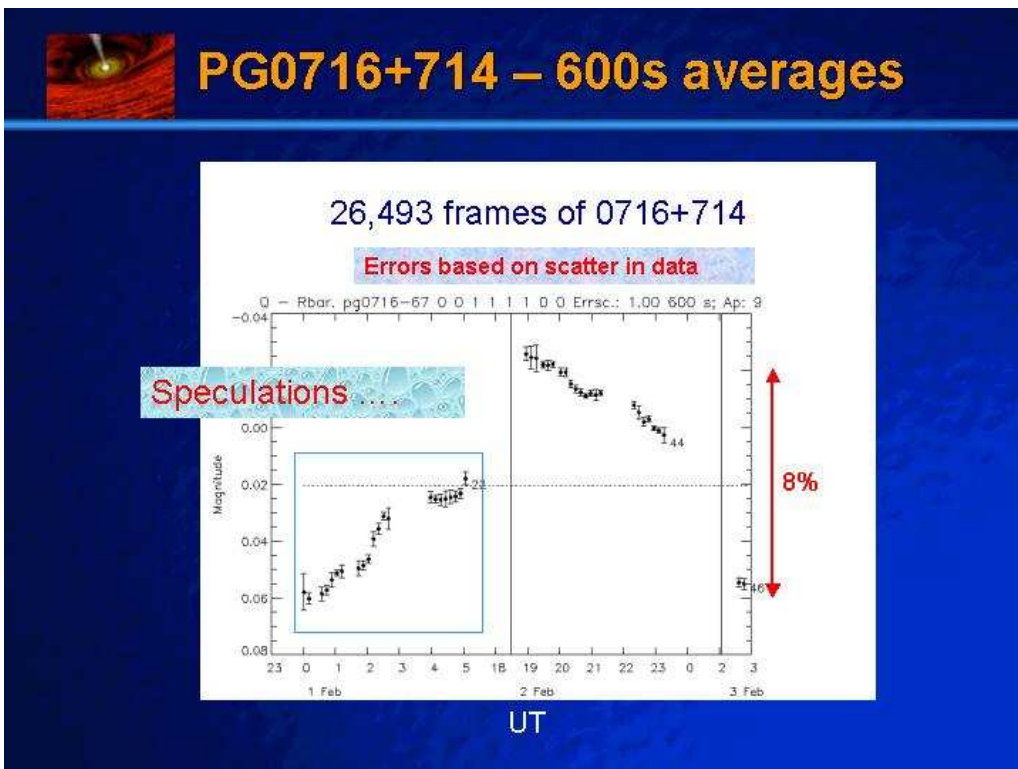 PG0716+714 – 600s averages
26,493 frames of 0716+714
Errors based on scatter in data
Q - Rbar. pg0716-67 0 0 1 1 1 1 0 0 Errsc.: 1.00 600 s; Ap: 9
-0.04
Speculations ....
0.00
44
Magnitude
0.02
22
8%
0.04
0.06
46
0.08
23 0 1 2 3 4 5 18 19 20 21 22 23 0 2 3
1 Feb 2 Feb 3 Feb
UT